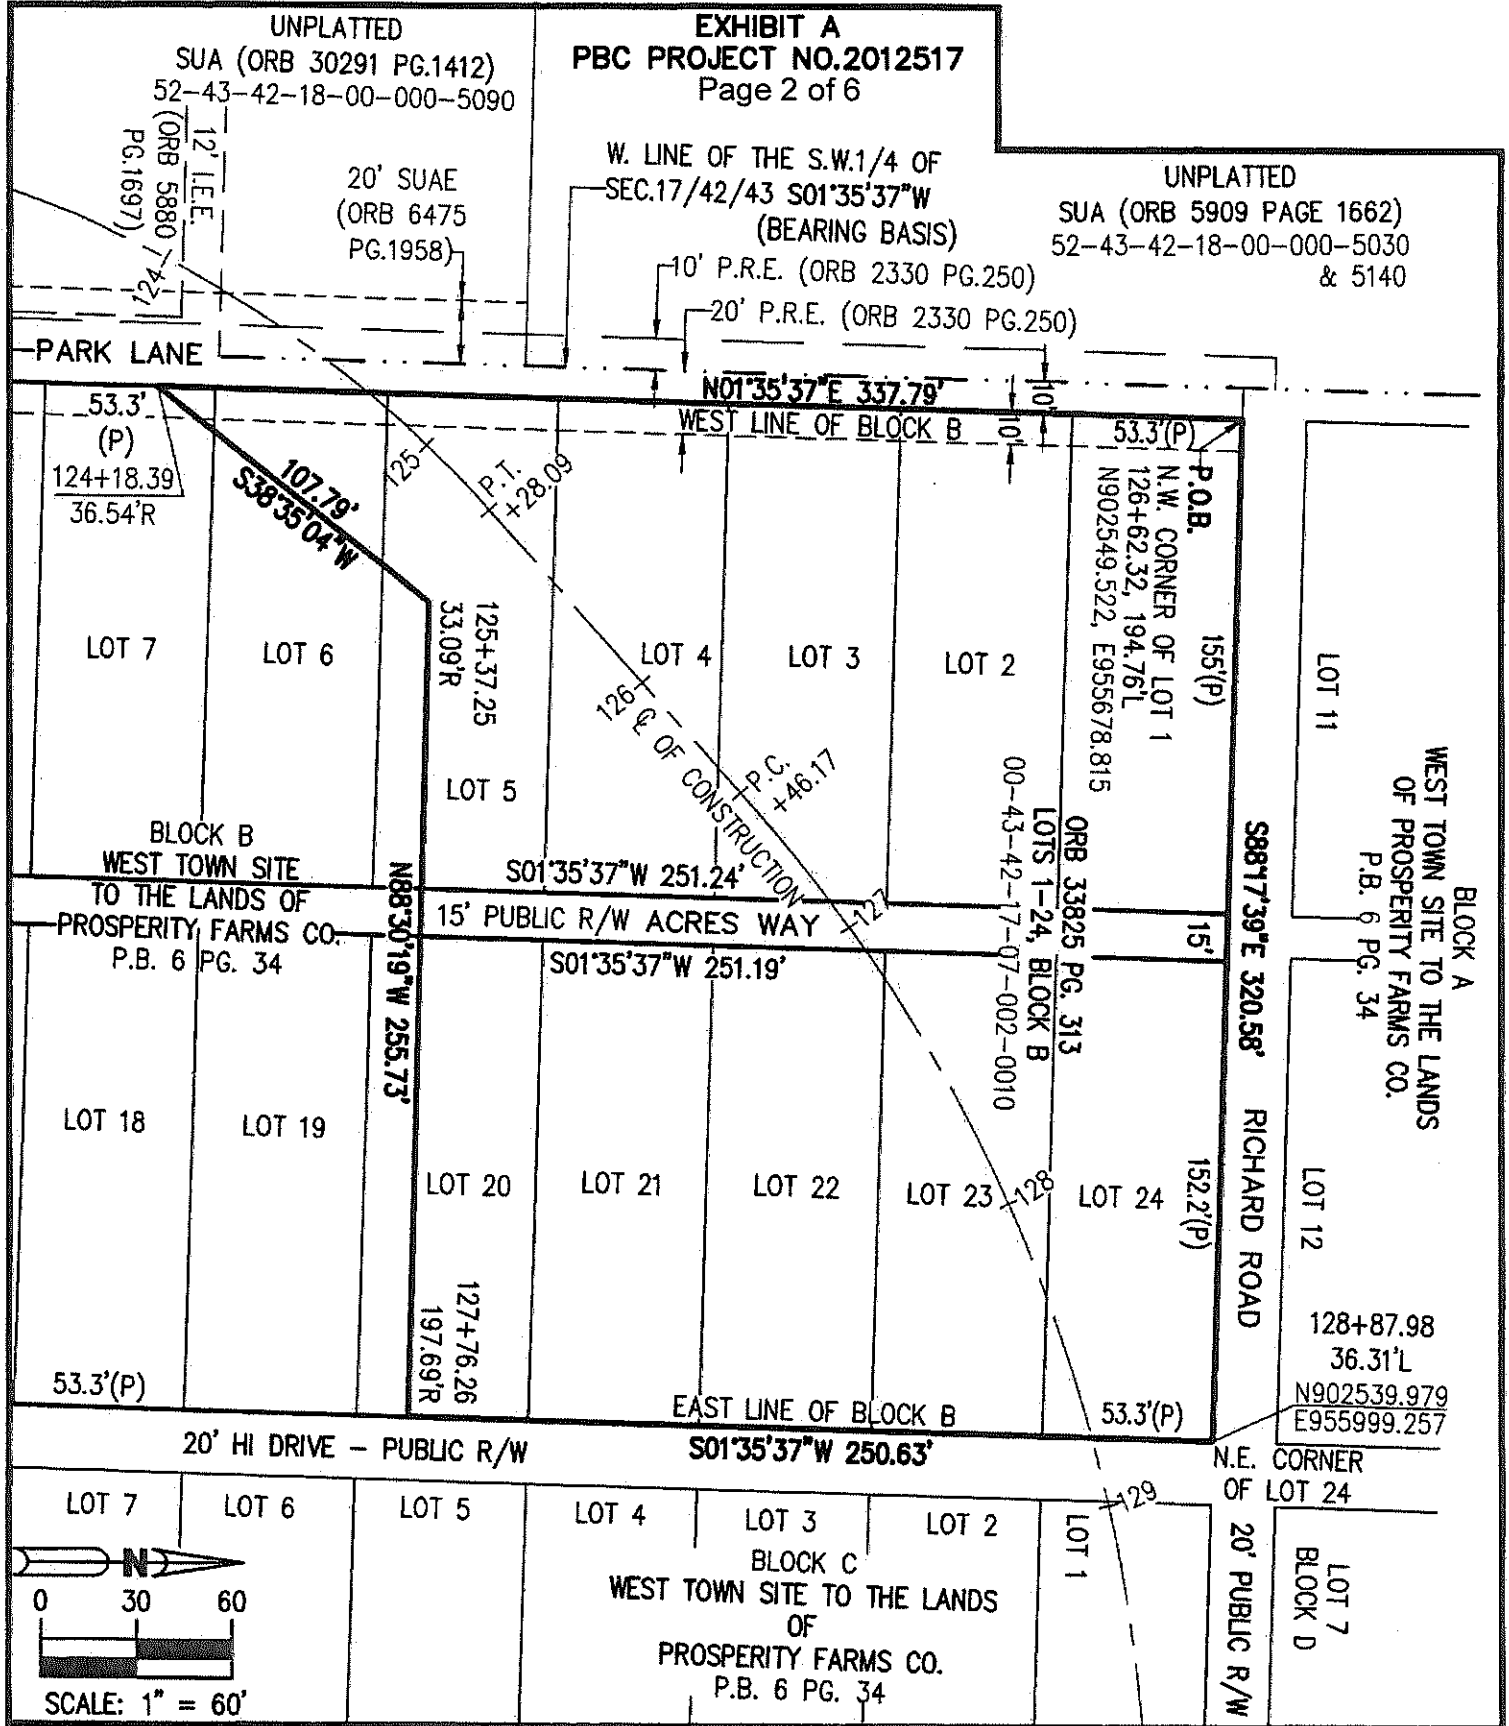 UNPLATTED
SUA (ORB 30291 PG.1412)
52-43-42-18-00-000-5090
EXHIBIT A
PBC PROJECT NO.2012517
Page 2 of 6
12' I.E.E.
(ORB 5880
PG.1697)
20' SUAE
(ORB 6475
PG.1958)
W. LINE OF THE S.W.1/4 OF
SEC.17/42/43 S01°35'37"W
(BEARING BASIS)
UNPLATTED
SUA (ORB 5909 PAGE 1662)
52-43-42-18-00-000-5030
& 5140
10' P.R.E. (ORB 2330 PG.250)
20' P.R.E. (ORB 2330 PG.250)
124
PARK LANE
N01°35'37"E 337.79'
WEST LINE OF BLOCK B
10'
10'
53.3'
(P)
124+18.39
36.54'R
107.79'
S38°35'04"W
125
P.T.
+28.09
53.3'(P)
P.O.B.
N.W. CORNER OF LOT 1
126+62.32, 194.76'L
N902549.522, E955678.815
155'(P)
LOT 7
LOT 6
125+37.25
33.09'R
LOT 5
LOT 4
LOT 3
LOT 2
LOT 11
126
℄ OF CONSTRUCTION
P.C.
+46.17
BLOCK B
WEST TOWN SITE
TO THE LANDS OF
PROSPERITY FARMS CO.
P.B. 6 PG. 34
N88°30'19"W 255.73'
S01°35'37"W 251.24'
15' PUBLIC R/W ACRES WAY
127
15'
S01°35'37"W 251.19'
ORB 33825 PG. 313
LOTS 1-24, BLOCK B
00-43-42-17-07-002-0010
S88°17'39"E 320.58'
RICHARD ROAD
BLOCK A
WEST TOWN SITE TO THE LANDS
OF PROSPERITY FARMS CO.
P.B. 6 PG. 34
LOT 18
LOT 19
LOT 20
LOT 21
LOT 22
LOT 23
128
LOT 24
152.2'(P)
LOT 12
127+76.26
197.69'R
128+87.98
36.31'L
N902539.979
E955999.257
53.3'(P)
EAST LINE OF BLOCK B
53.3'(P)
20' HI DRIVE - PUBLIC R/W
S01°35'37"W 250.63'
N.E. CORNER
OF LOT 24
129
LOT 7
LOT 6
LOT 5
LOT 4
LOT 3
LOT 2
LOT 1
20' PUBLIC R/W
LOT 7
BLOCK D
BLOCK C
WEST TOWN SITE TO THE LANDS
OF
PROSPERITY FARMS CO.
P.B. 6 PG. 34
N
0 30 60
SCALE: 1" = 60'